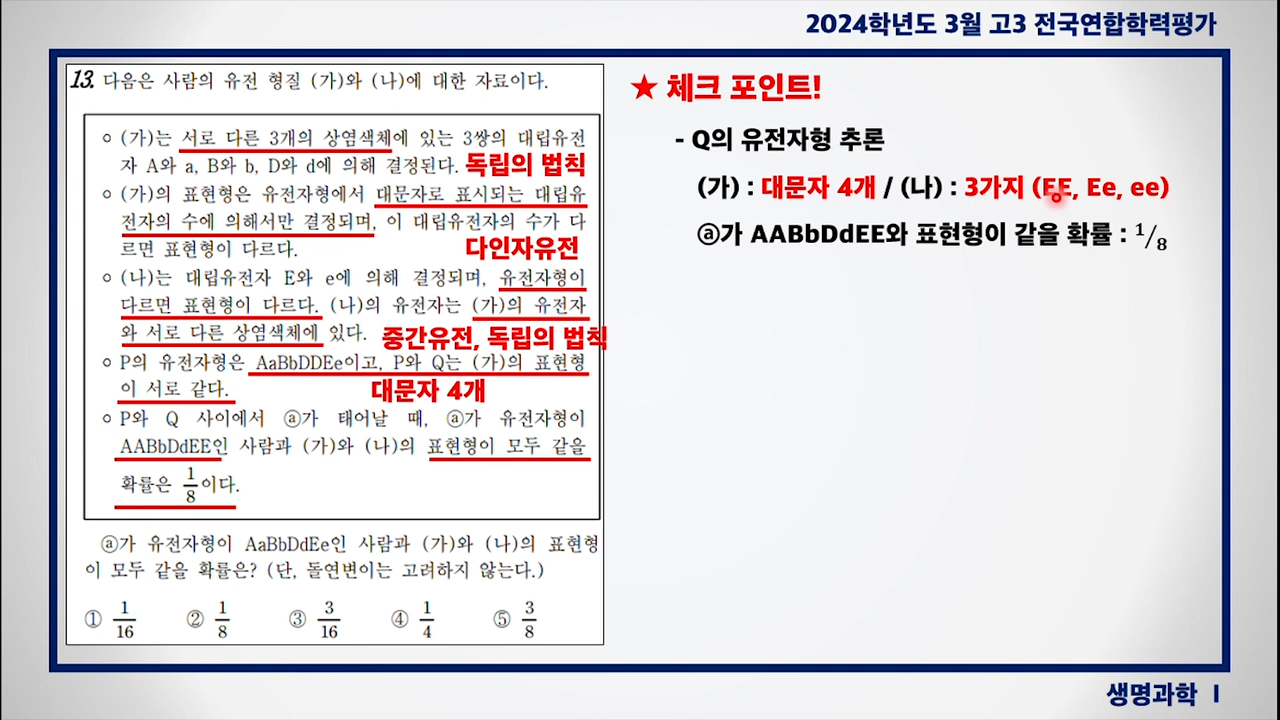 2024학년도 3월 고3 전국연합학력평가
13. 다음은 사람의 유전 형질 (가)와 (나)에 대한 자료이다.
○ (가)는 서로 다른 3개의 상염색체에 있는 3쌍의 대립유전
자 A와 a, B와 b, D와 d에 의해 결정된다. 독립의 법칙
○ (가)의 표현형은 유전자형에서 대문자로 표시되는 대립유
전자의 수에 의해서만 결정되며, 이 대립유전자의 수가 다
르면 표현형이 다르다. 다인자유전
○ (나)는 대립유전자 E와 e에 의해 결정되며, 유전자형이
다르면 표현형이 다르다. (나)의 유전자는 (가)의 유전자
와 서로 다른 상염색체에 있다. 중간유전, 독립의 법칙
○ P의 유전자형은 AaBbDDEe이고, P와 Q는 (가)의 표현형
이 서로 같다. 대문자 4개
○ P와 Q 사이에서 ⓐ가 태어날 때, ⓐ가 유전자형이
AABbDdEE인 사람과 (가)와 (나)의 표현형이 모두 같을
확률은 1/8이다.
ⓐ가 유전자형이 AaBbDdEe인 사람과 (가)와 (나)의 표현형
이 모두 같을 확률은? (단, 돌연변이는 고려하지 않는다.)
① 1/16 ② 1/8 ③ 3/16 ④ 1/4 ⑤ 3/8
★ 체크 포인트!
- Q의 유전자형 추론
(가) : 대문자 4개 / (나) : 3가지 (EE, Ee, ee)
ⓐ가 AABbDdEE와 표현형이 같을 확률 : 1/8
생명과학 Ⅰ